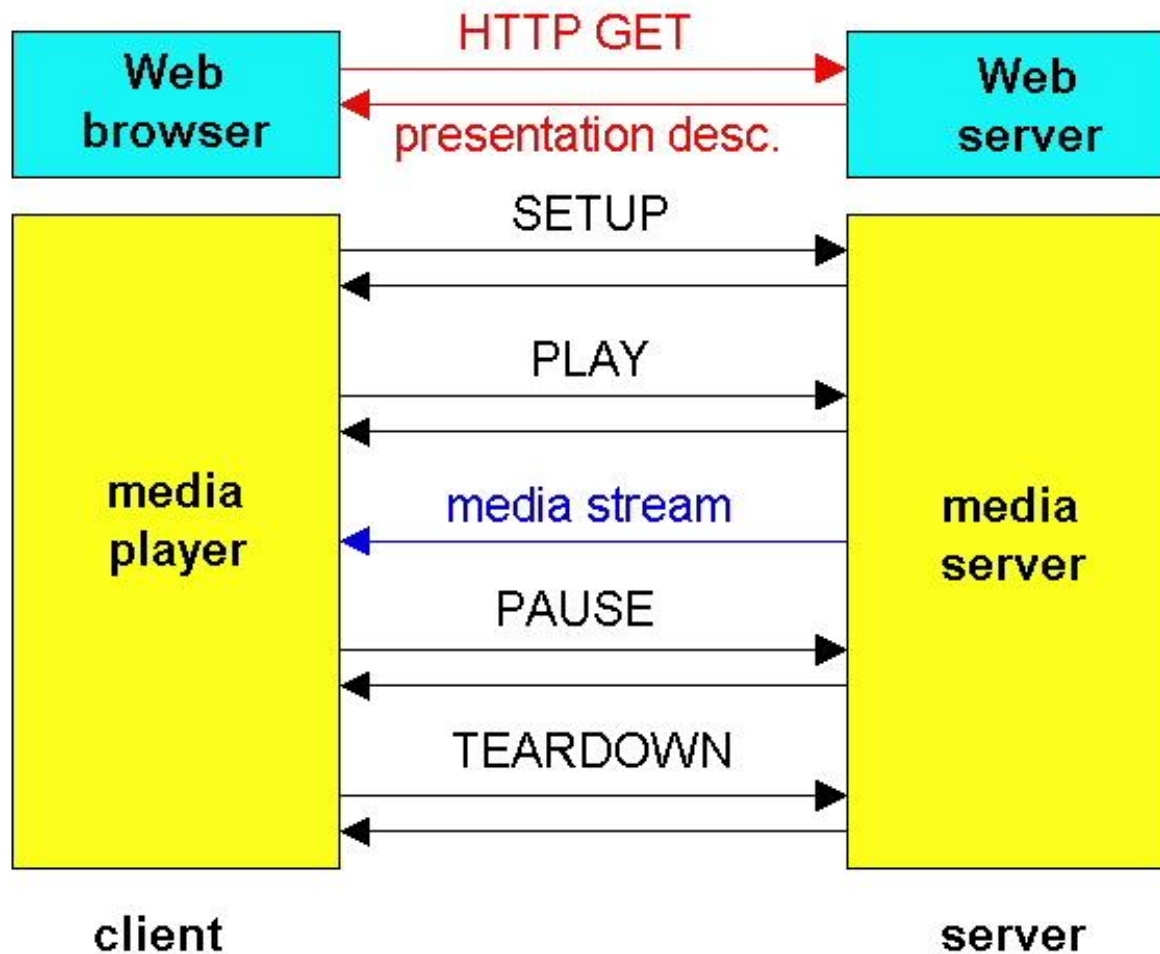 HTTP GET
Web
browser
Web
server
presentation desc.
SETUP
PLAY
media
player
media stream
media
server
PAUSE
TEARDOWN
client
server